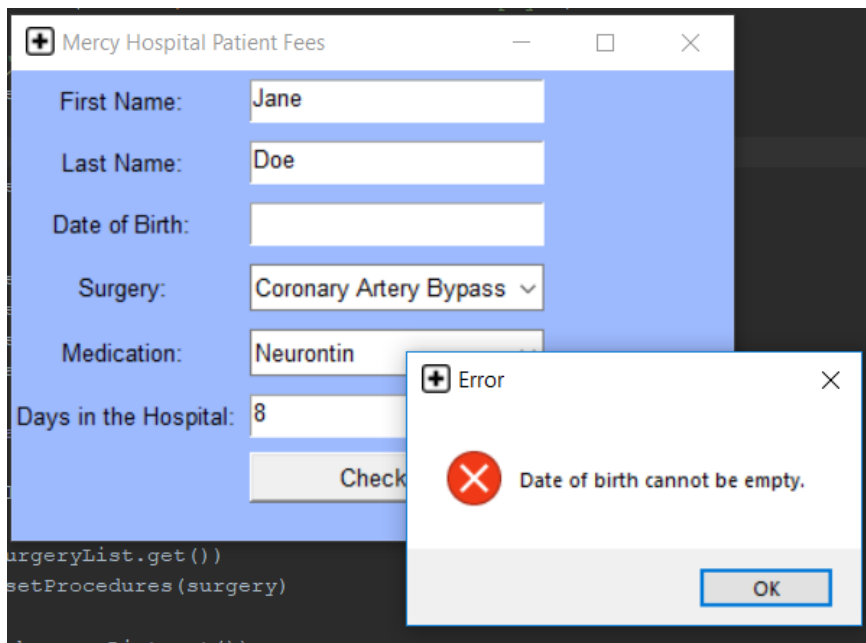 Mercy Hospital Patient Fees
First Name:
Jane
Last Name:
Doe
Date of Birth:
Surgery:
Coronary Artery Bypass
Medication:
Neurontin
Days in the Hospital:
8
Check
Error
Date of birth cannot be empty.
OK
urgeryList.get())
setProcedures(surgery)